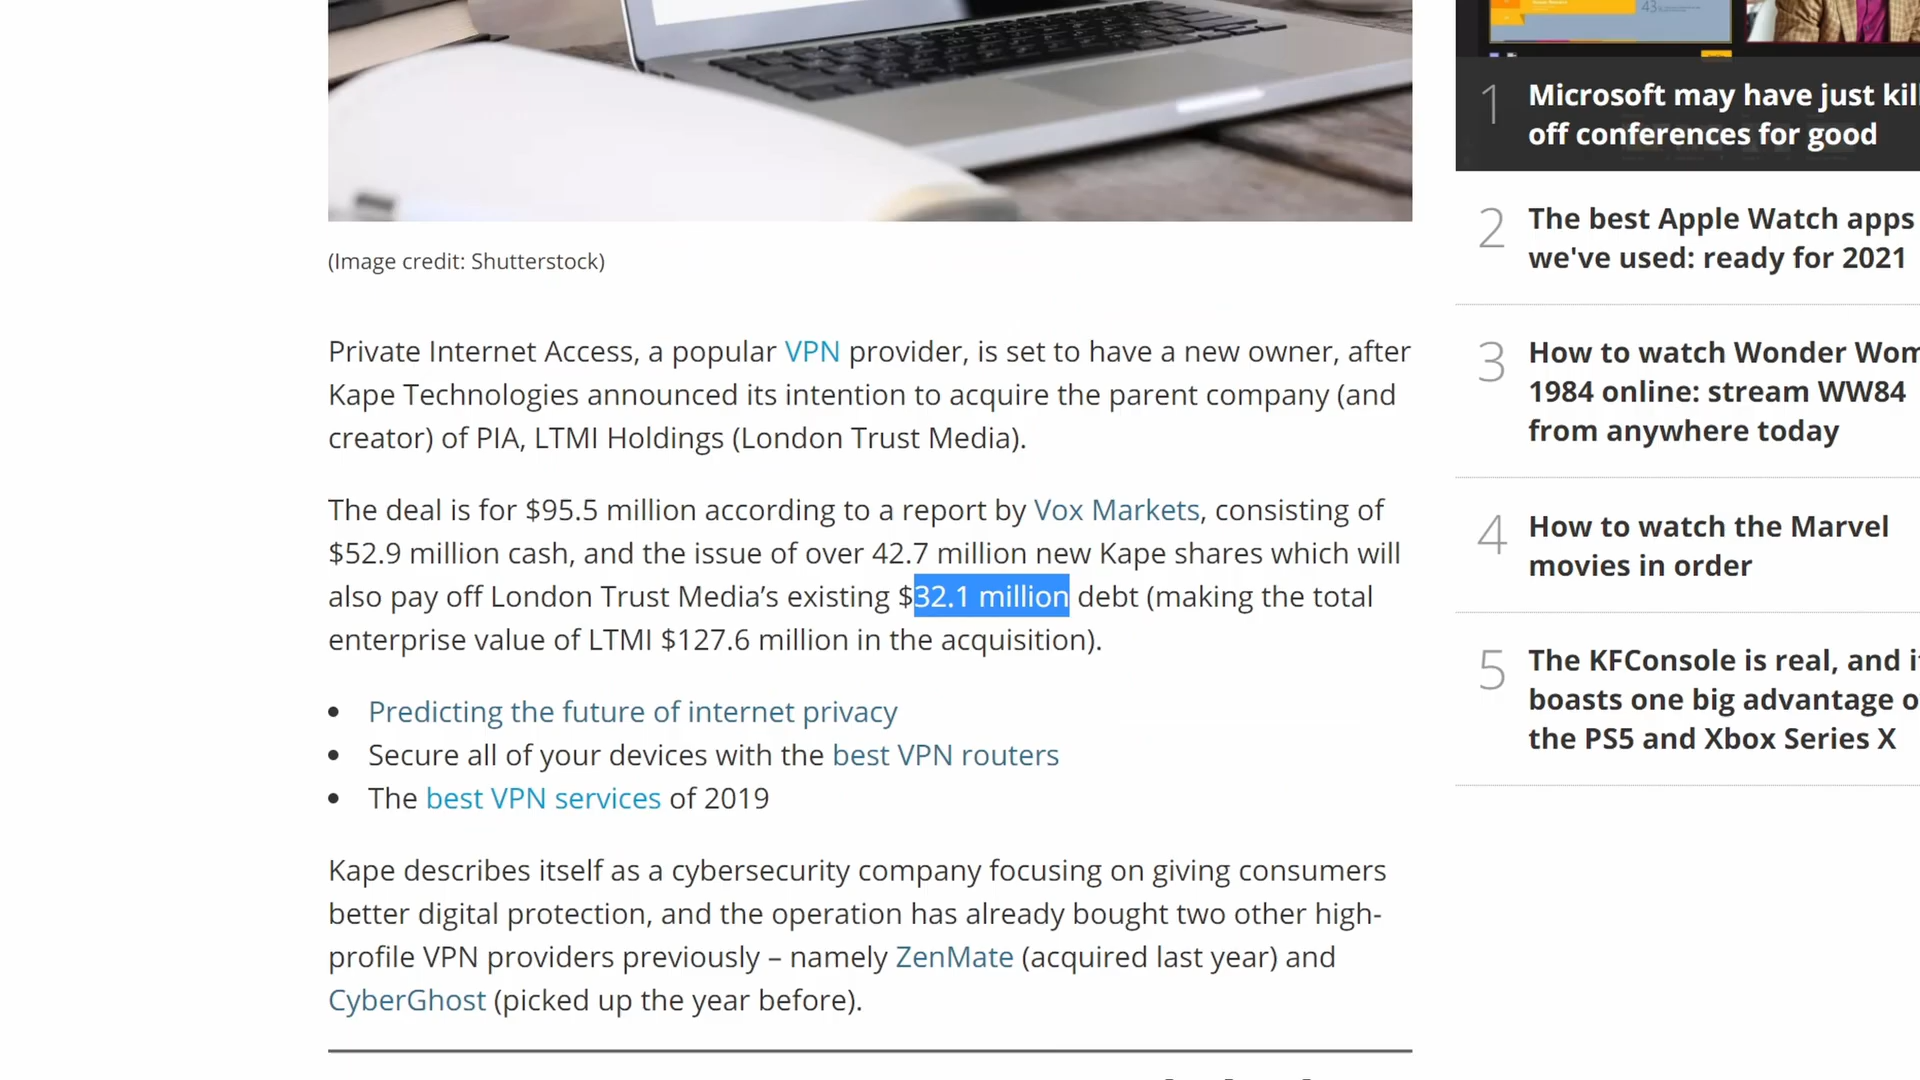 (Image credit: Shutterstock)
Private Internet Access, a popular VPN provider, is set to have a new owner, after
Kape Technologies announced its intention to acquire the parent company (and
creator) of PIA, LTMI Holdings (London Trust Media).
The deal is for $95.5 million according to a report by Vox Markets, consisting of
$52.9 million cash, and the issue of over 42.7 million new Kape shares which will
also pay off London Trust Media’s existing $32.1 million debt (making the total
enterprise value of LTMI $127.6 million in the acquisition).
• Predicting the future of internet privacy
• Secure all of your devices with the best VPN routers
• The best VPN services of 2019
Kape describes itself as a cybersecurity company focusing on giving consumers
better digital protection, and the operation has already bought two other high-
profile VPN providers previously – namely ZenMate (acquired last year) and
CyberGhost (picked up the year before).
43
1
Microsoft may have just kil
off conferences for good
2
The best Apple Watch apps
we've used: ready for 2021
3
How to watch Wonder Wom
1984 online: stream WW84
from anywhere today
4
How to watch the Marvel
movies in order
5
The KFConsole is real, and i
boasts one big advantage o
the PS5 and Xbox Series X